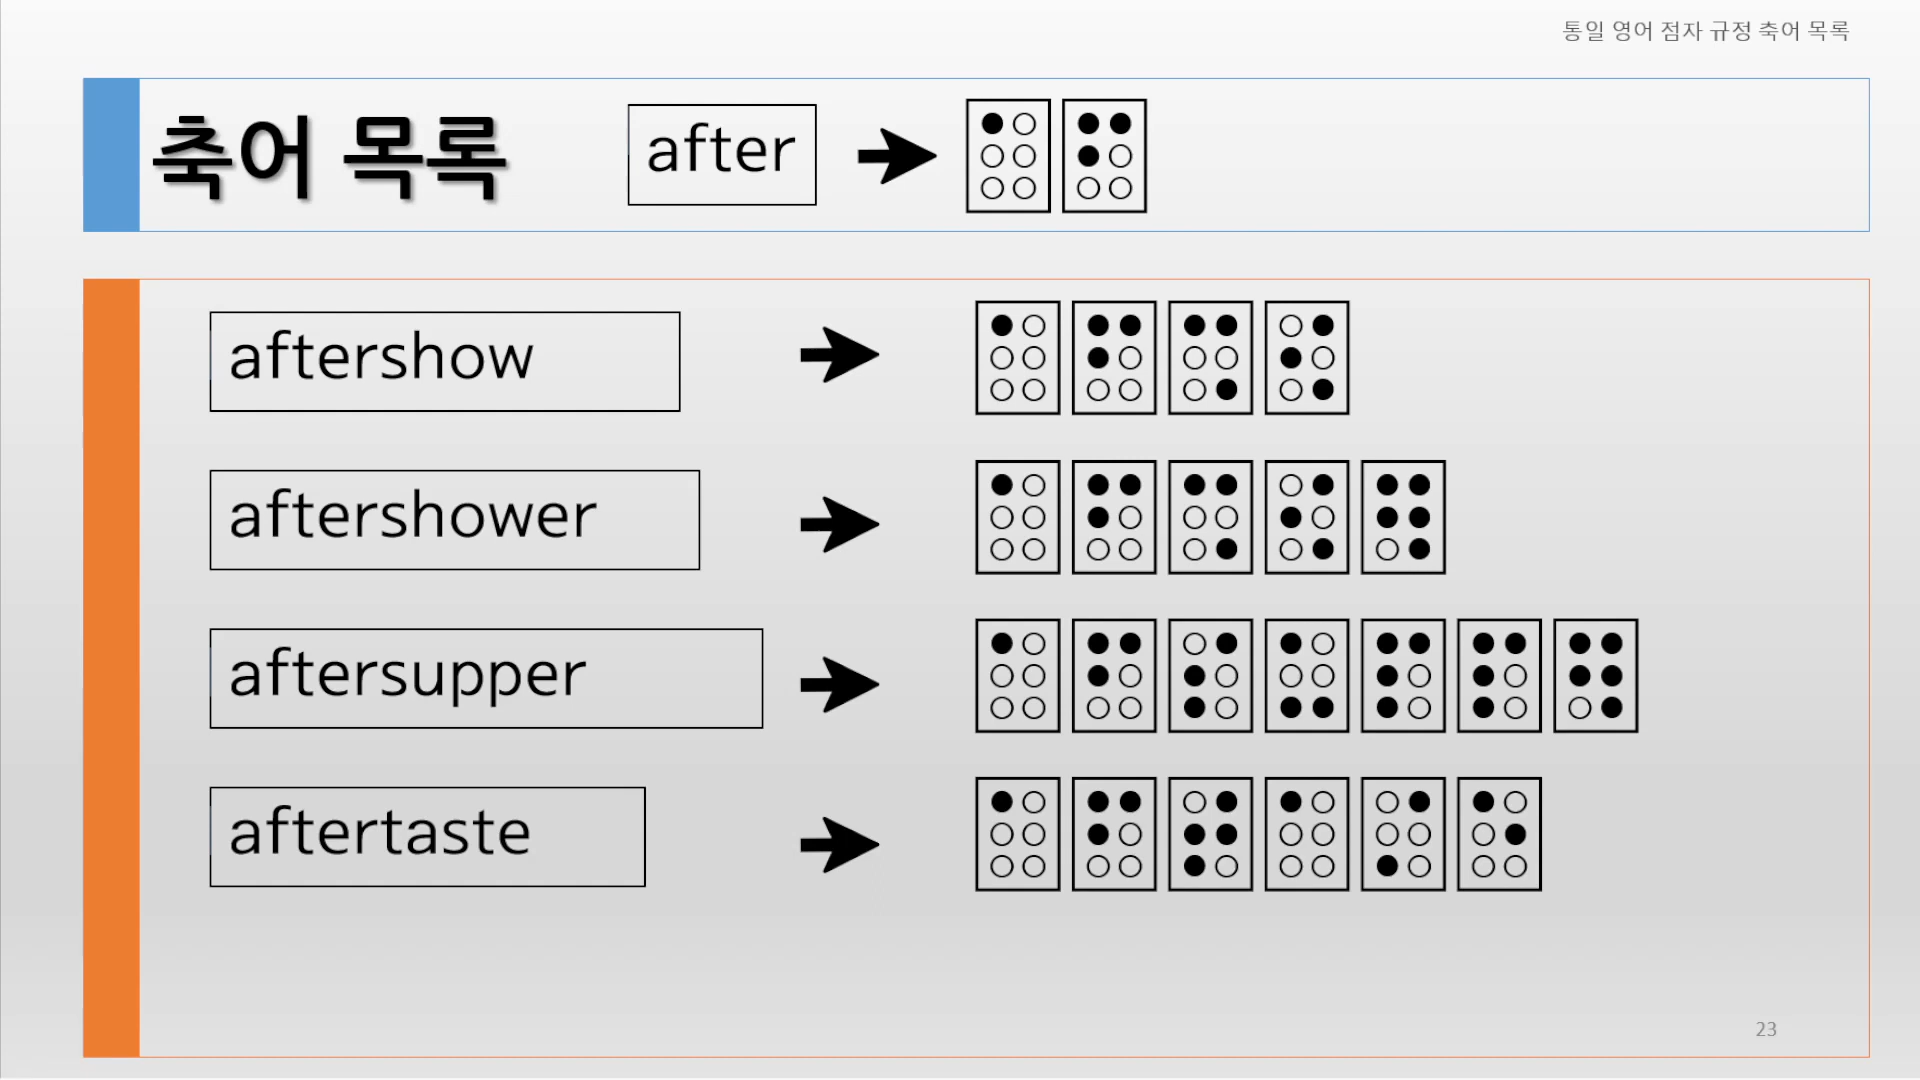 통일 영어 점자 규정 축어 목록
축어 목록 after ➔ ⠁⠋
aftershow ➔ ⠁⠋⠩⠪
aftershower ➔ ⠁⠋⠩⠪⠻
aftersupper ➔ ⠁⠋⠎⠥⠏⠏⠻
aftertaste ➔ ⠁⠋⠞⠁⠌⠑
23